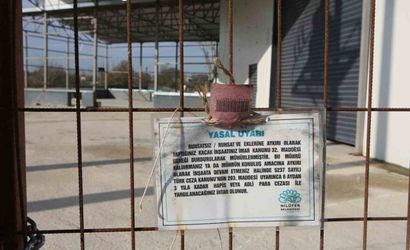 YASAL UYARI
RUHSATSIZ / RUHSAT VE EKLERİNE AYKIRI OLARAK
YAPTIĞINIZ KAÇAK İNŞAATINIZ İMAR KANUNU 32. MADDESİ
GEREĞİ DURDURULARAK MÜHÜRLENMİŞTİR. BU MÜHRÜ
KALDIRMANIZ YA DA MÜHRÜN KONULUŞ AMACINA AYKIRI
OLARAK İNŞAATA DEVAM ETMENİZ HALİNDE 5237 SAYILI
TÜRK CEZA KANUNU'NUN 203. MADDESİ UYARINCA 6 AYDAN
3 YILA KADAR HAPİS VEYA ADLİ PARA CEZASI İLE
YARGILANACAĞINIZ İHTAR OLUNUR.
NİLÜFER
BELEDİYESİ